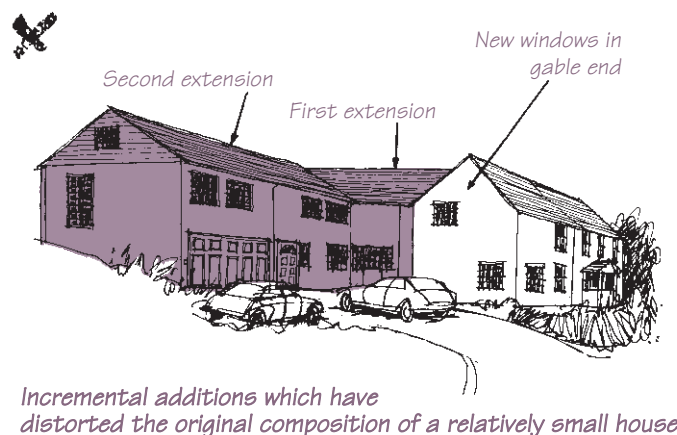 New windows in
gable end
Second extension
First extension
Incremental additions which have
distorted the original composition of a relatively small house